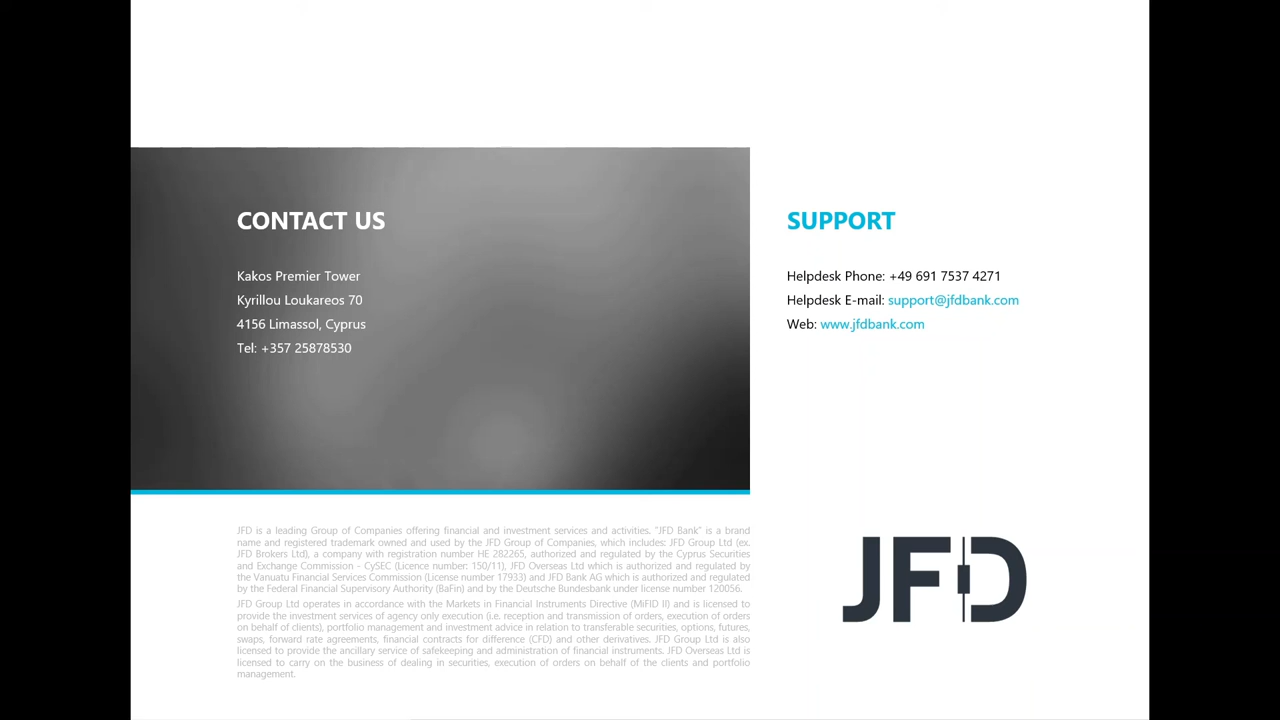 CONTACT US
Kakos Premier Tower
Kyrillou Loukareos 70
4156 Limassol, Cyprus
Tel: +357 25878530
SUPPORT
Helpdesk Phone: +49 691 7537 4271
Helpdesk E-mail: support@jfdbank.com
Web: www.jfdbank.com
JFD is a leading Group of Companies offering financial and investment services and activities. "JFD Bank" is a brand
name and registered trademark owned and used by the JFD Group of Companies, which includes: JFD Group Ltd (ex.
JFD Brokers Ltd), a company with registration number HE 282265, authorized and regulated by the Cyprus Securities
and Exchange Commission - CySEC (Licence number: 150/11), JFD Overseas Ltd which is authorized and regulated by
the Vanuatu Financial Services Commission (License number 17933) and JFD Bank AG which is authorized and regulated
by the Federal Financial Supervisory Authority (BaFin) and by the Deutsche Bundesbank under license number 120056.
JFD Group Ltd operates in accordance with the Markets in Financial Instruments Directive (MiFID II) and is licensed to
provide the investment services of agency only execution (i.e. reception and transmission of orders, execution of orders
on behalf of clients), portfolio management and investment advice in relation to transferable securities, options, futures,
swaps, forward rate agreements, financial contracts for difference (CFD) and other derivatives. JFD Group Ltd is also
licensed to provide the ancillary service of safekeeping and administration of financial instruments. JFD Overseas Ltd is
licensed to carry on the business of dealing in securities, execution of orders on behalf of the clients and portfolio
management.
JFD